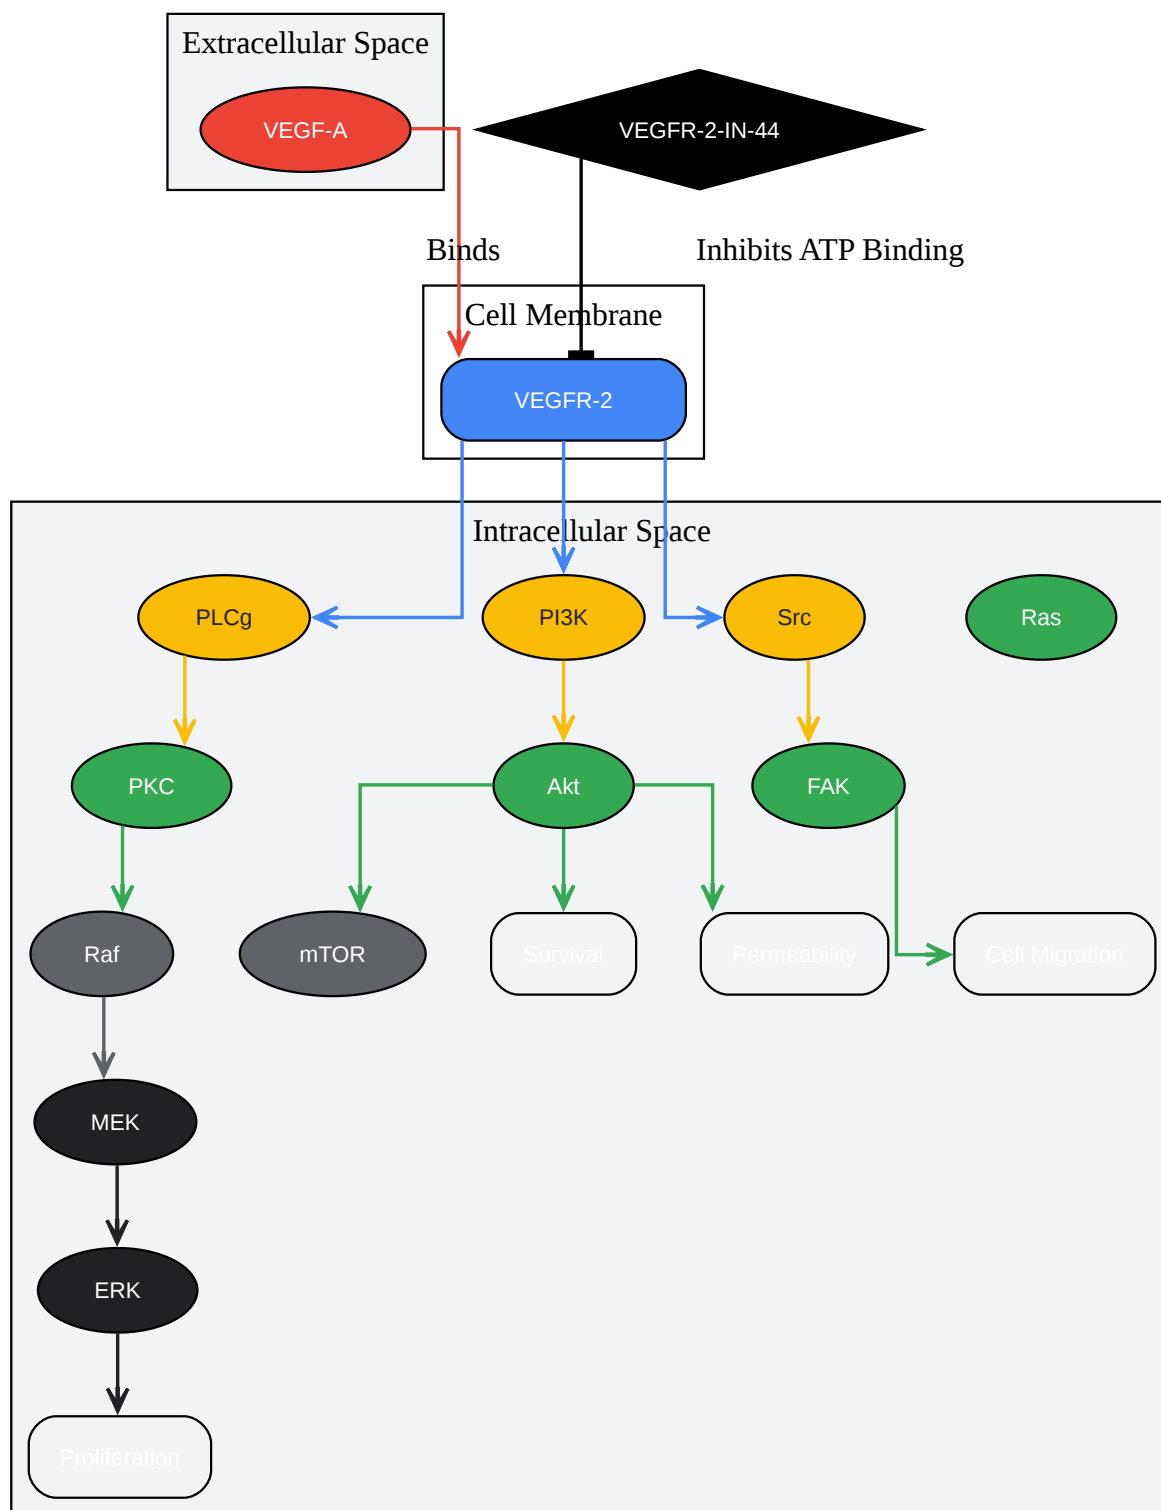 Extracellular Space
VEGF-A
VEGFR-2-IN-44
Binds
Inhibits ATP Binding
Cell Membrane
VEGFR-2
Intracellular Space
PLCg
PI3K
Src
Ras
PKC
Akt
FAK
Raf
mTOR
Survival
Permeability
Cell Migration
MEK
ERK
Proliferation